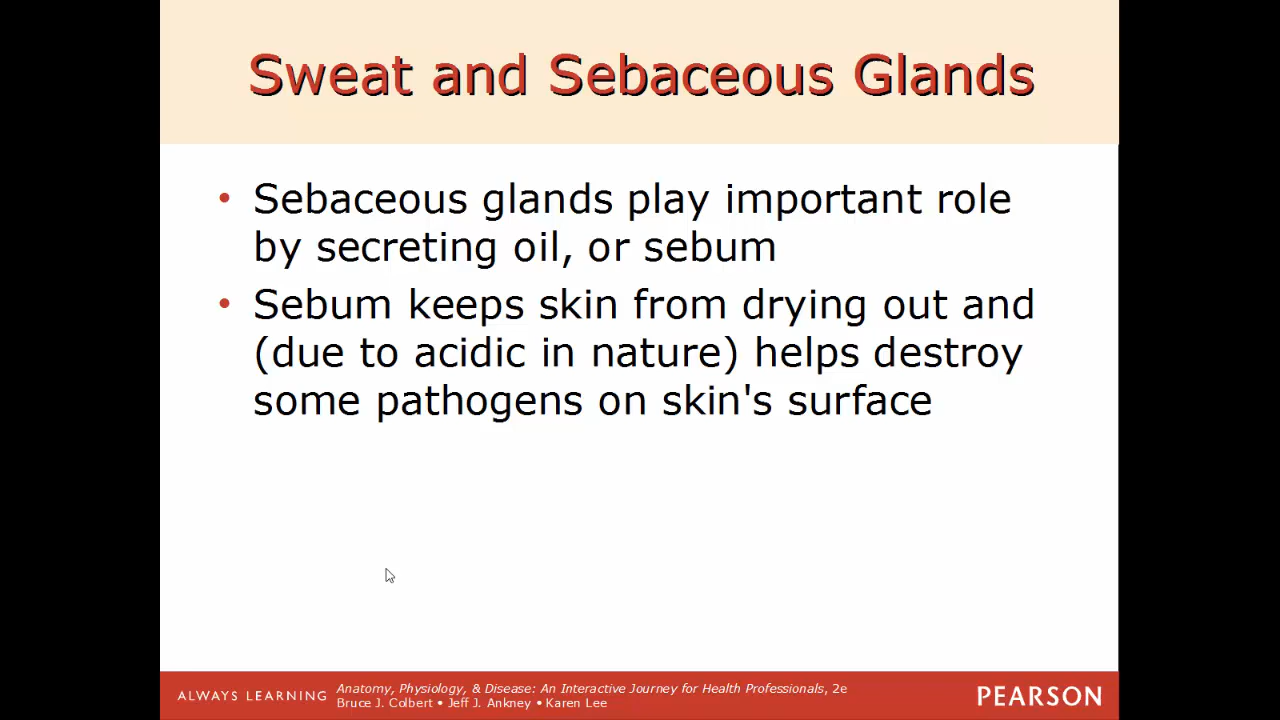 Sweat and Sebaceous Glands
• Sebaceous glands play important role
by secreting oil, or sebum
• Sebum keeps skin from drying out and
(due to acidic in nature) helps destroy
some pathogens on skin's surface
ALWAYS LEARNING
Anatomy, Physiology, & Disease: An Interactive Journey for Health Professionals, 2e
Bruce J. Colbert • Jeff J. Ankney • Karen Lee
PEARSON